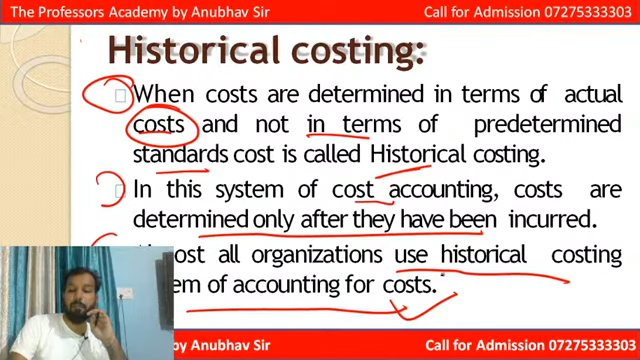 The Professors Academy by Anubhav Sir Call for Admission 07275333303
Historical costing:
When costs are determined in terms of actual
costs and not in terms of predetermined
standards cost is called Historical costing.
In this system of cost accounting, costs are
determined only after they have been incurred.
all organizations use historical costing
of accounting for costs.
by Anubhav Sir Call for Admission 07275333303